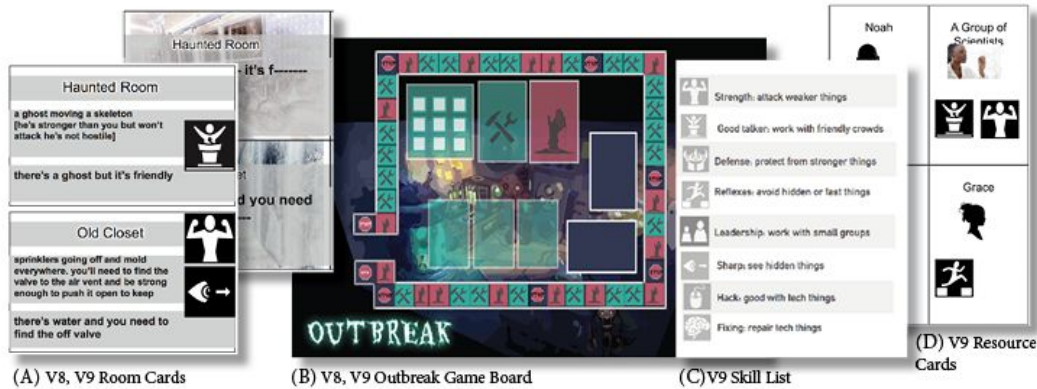 Haunted Room
it's f-------
Haunted Room
a ghost moving a skeleton
[he's stronger than you but won't
attack he's not hostile]
there's a ghost but it's friendly
d you need
Old Closet
sprinklers going off and mold
everywhere. you'll need to find the
valve to the air vent and be strong
enough to push it open to keep
there's water and you need to
find the off valve
OUTBREAK
Strength: attack weaker things
Good talker: work with friendly crowds
Defense: protect from stronger things
Reflexes: avoid hidden or fast things
Leadership: work with small groups
Sharp: see hidden things
Hack: good with tech things
Fixing: repair tech things
Noah
A Group of
Scientists
Grace
(A) V8, V9 Room Cards
(B) V8, V9 Outbreak Game Board
(C) V9 Skill List
(D) V9 Resource
Cards